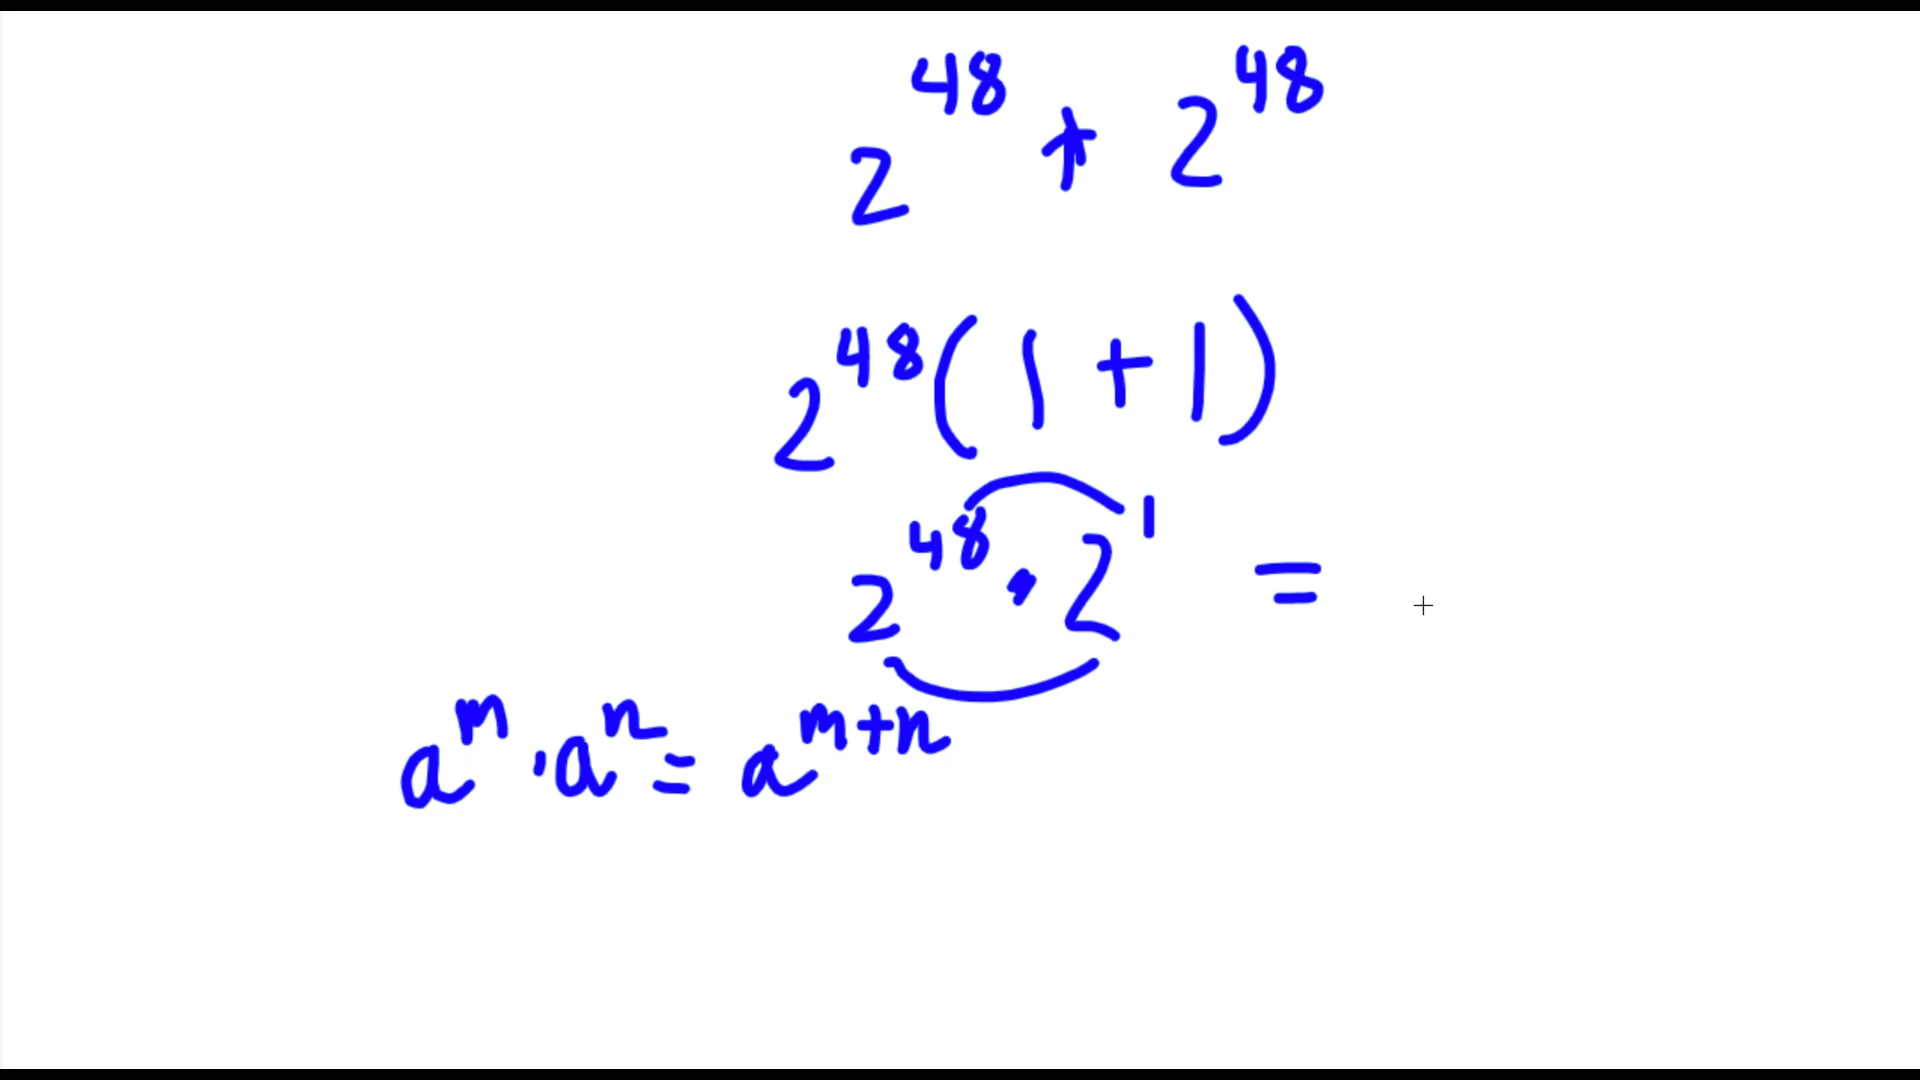 2^48 + 2^48
2^48(1+1)
2^48 · 2^1 =
a^m · a^n = a^m+n